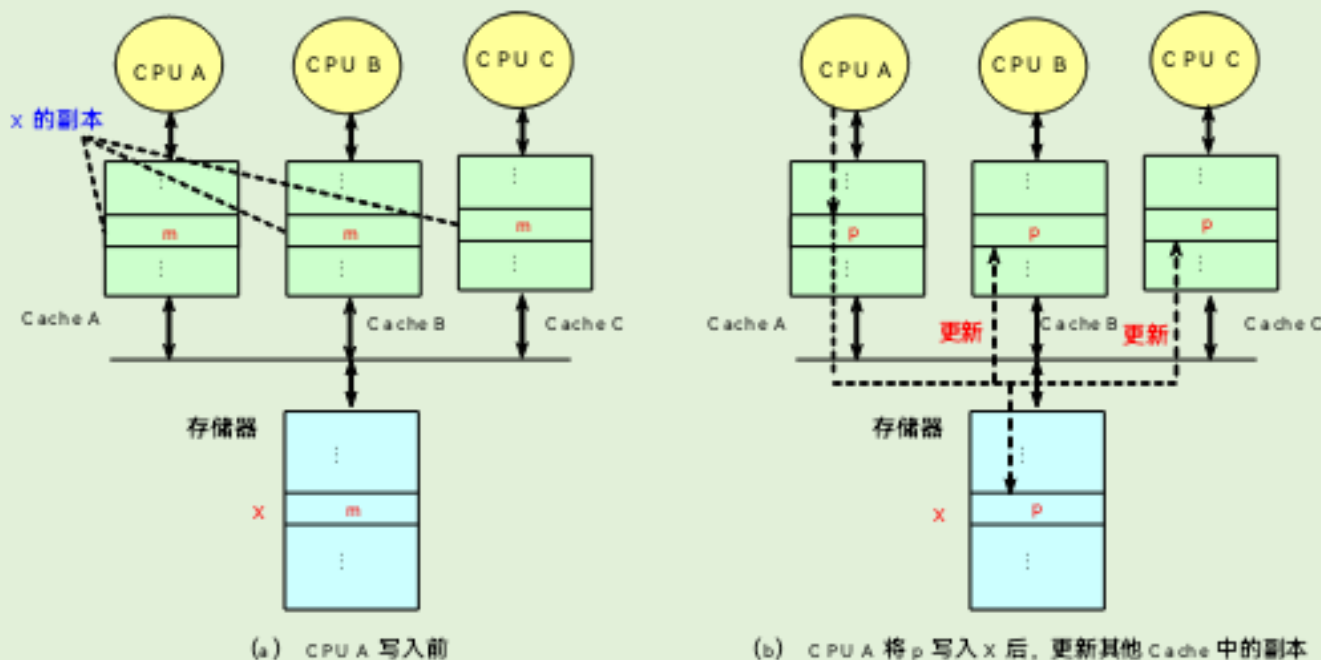 CPU A
CPU B
CPU C
x 的副本
⋮
⋮
⋮
m
m
m
⋮
⋮
⋮
Cache A
Cache B
Cache C
存储器
⋮
X
m
⋮
(a) CPU A 写入前
CPU A
CPU B
CPU C
⋮
⋮
⋮
p
p
p
⋮
⋮
⋮
Cache A
更新
Cache B
更新
Cache C
存储器
⋮
X
p
⋮
(b) CPU A 将 p 写入 X 后，更新其他 Cache 中的副本